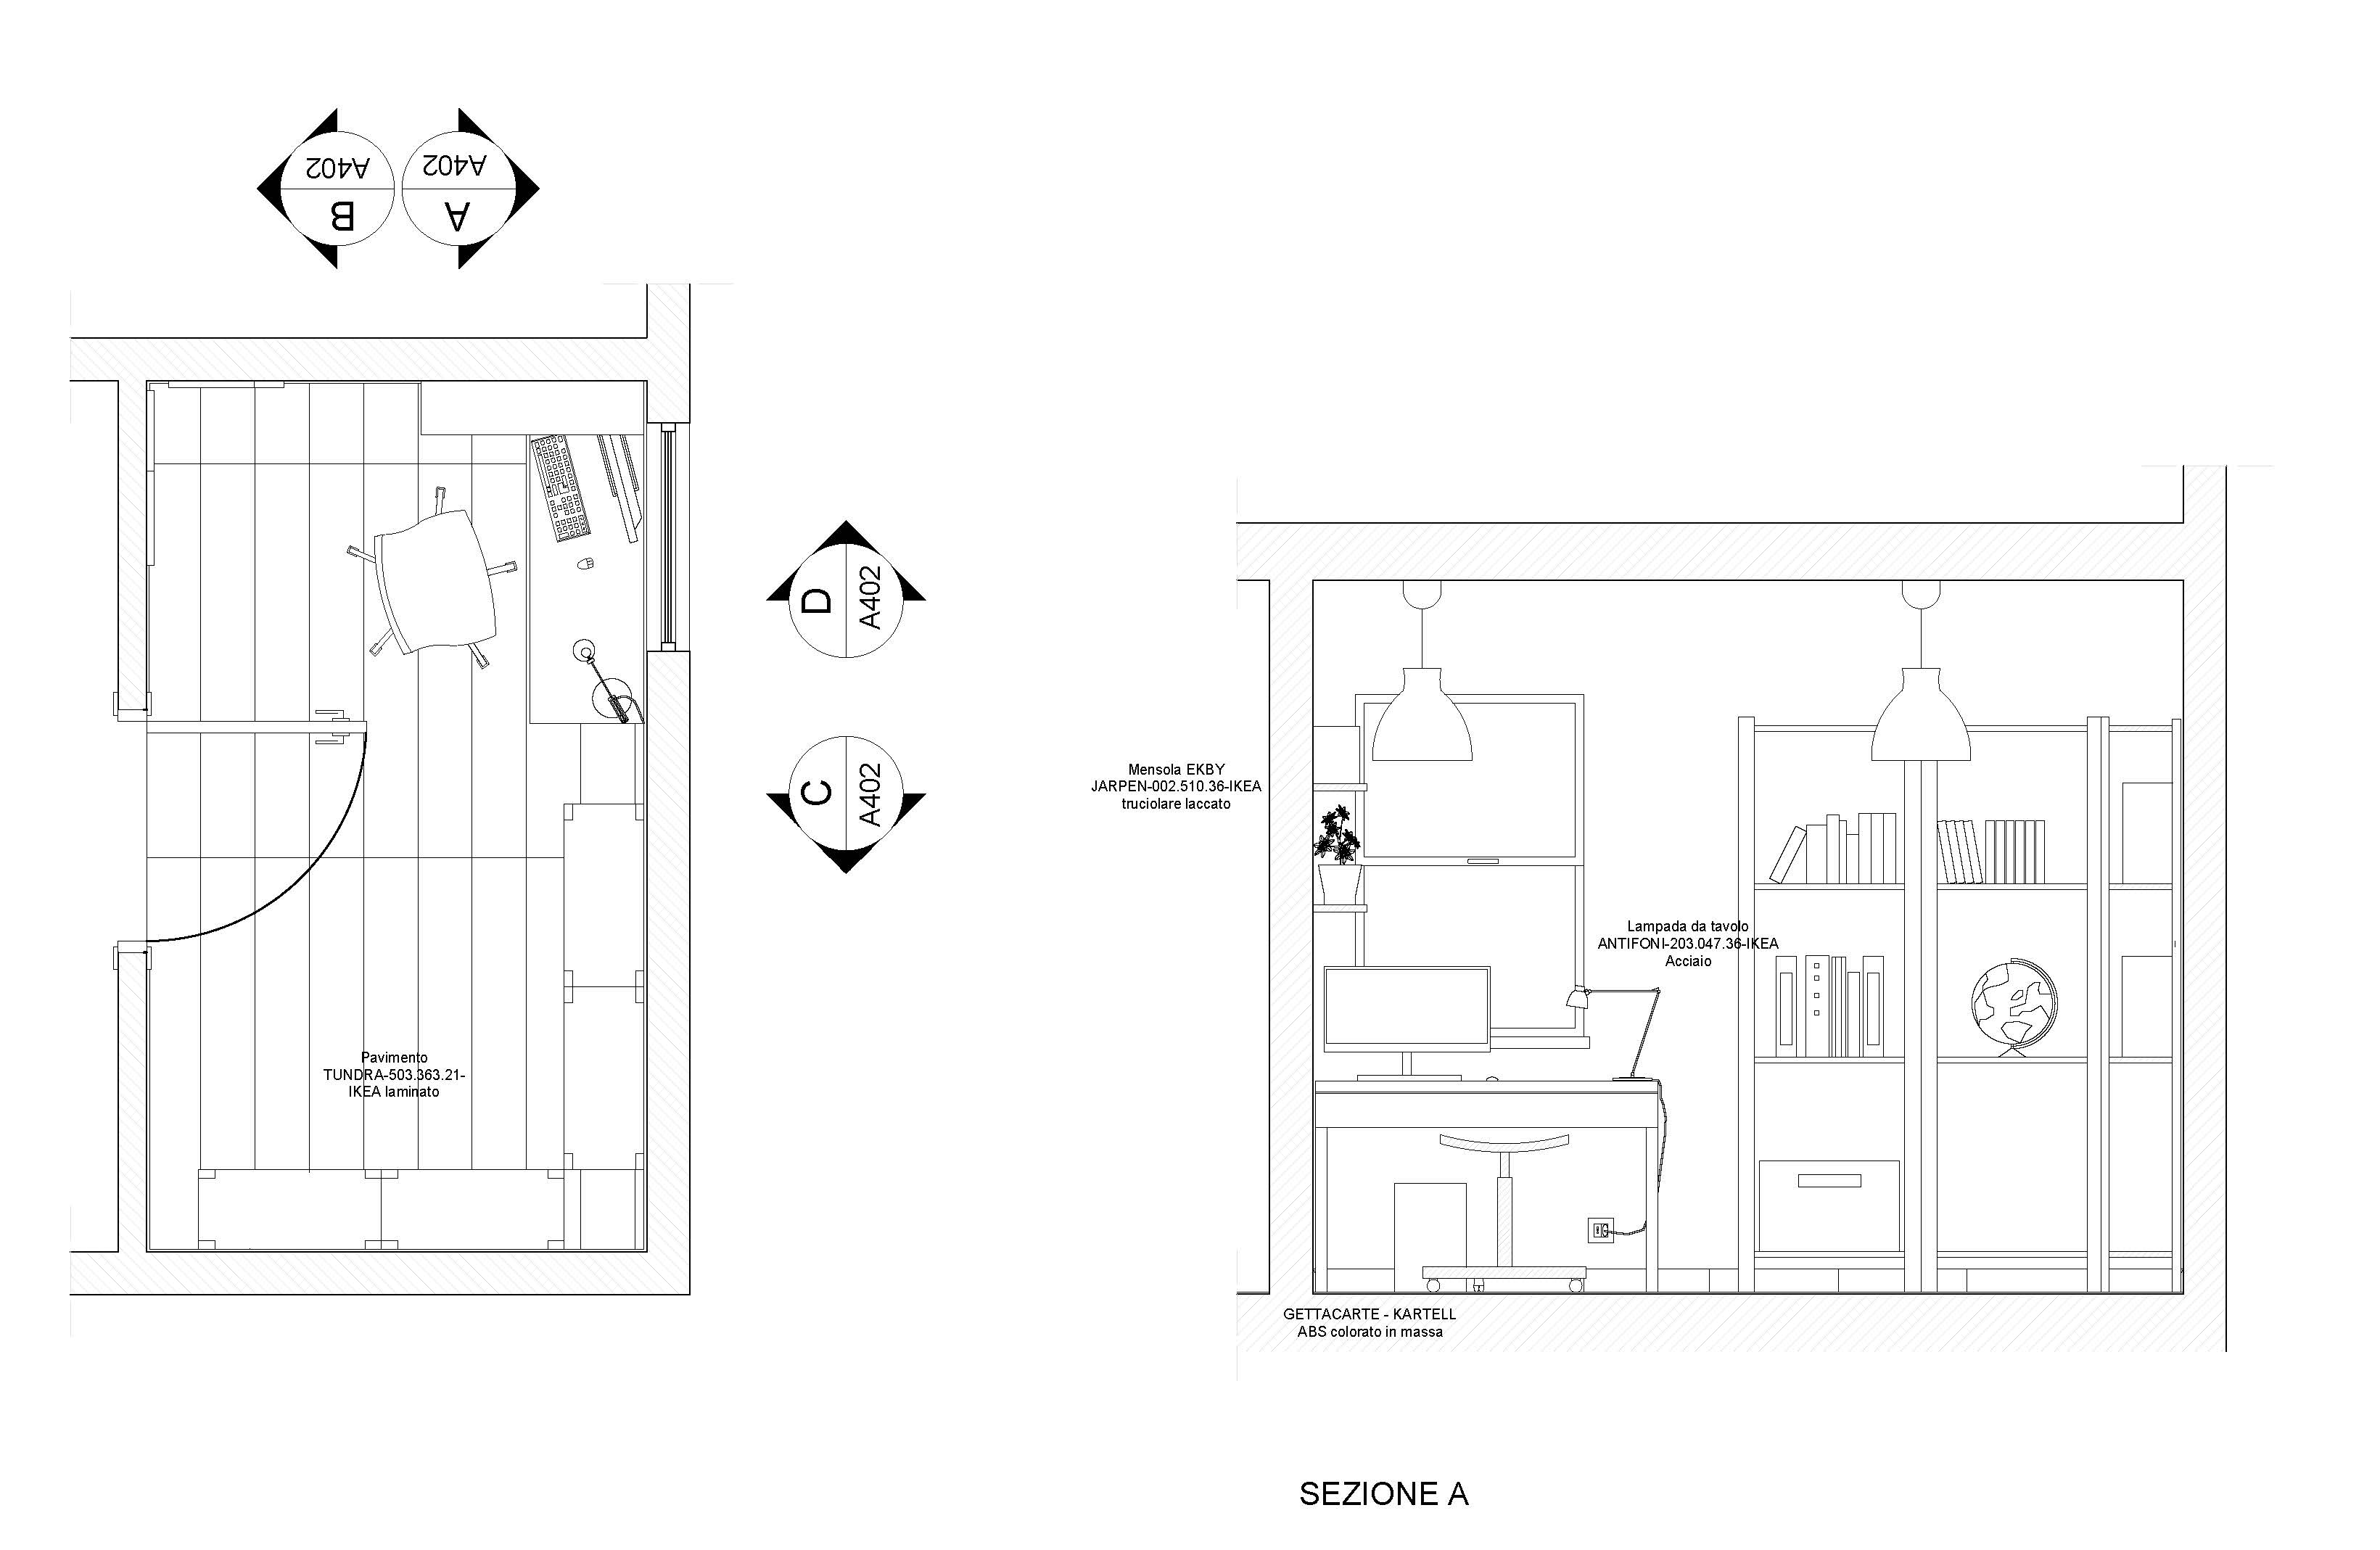 A402
B
A402
A
D
A402
C
A402
Pavimento
TUNDRA-503.363.21-
IKEA laminato
Mensola EKBY
JARPEN-002.510.36-IKEA
truciolare laccato
Lampada da tavolo
ANTIFONI-203.047.36-IKEA
Acciaio
GETTACARTE - KARTELL
ABS colorato in massa
SEZIONE A